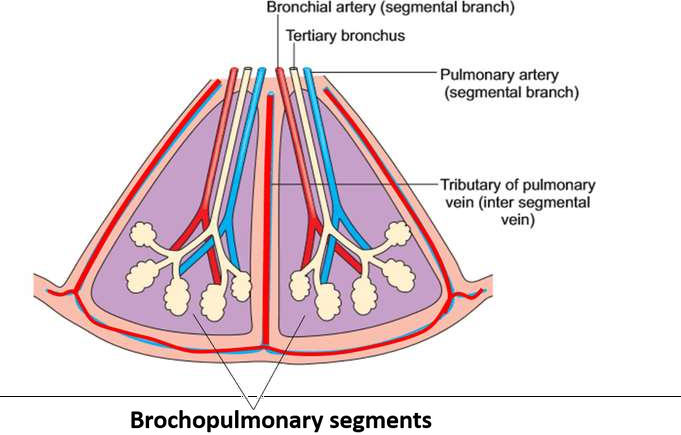 Bronchial artery (segmental branch)
Tertiary bronchus
Pulmonary artery
(segmental branch)
Tributary of pulmonary
vein (inter segmental
vein)
Brochopulmonary segments